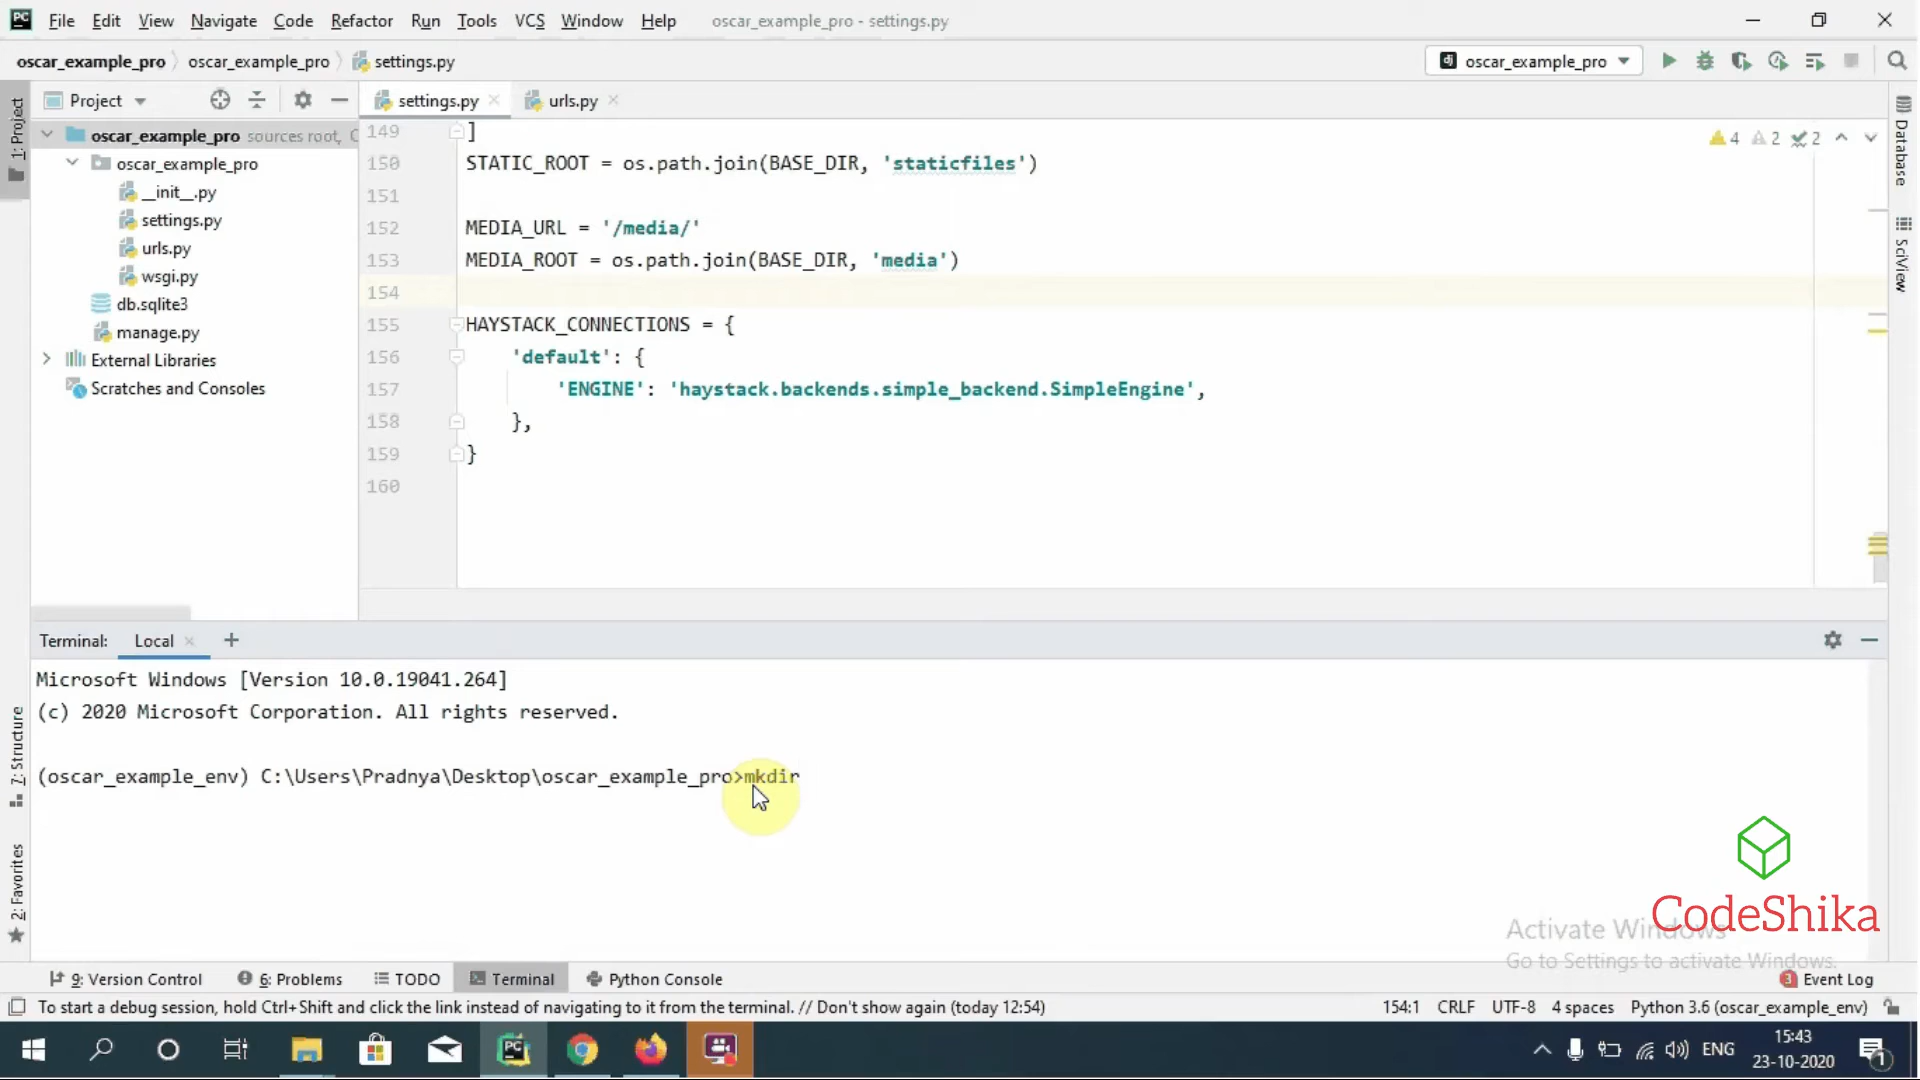 File Edit View Navigate Code Refactor Run Tools VCS Window Help oscar_example_pro - settings.py
oscar_example_pro oscar_example_pro settings.py oscar_example_pro
Project settings.py urls.py
1: Project
oscar_example_pro sources root, C
oscar_example_pro
__init__.py
settings.py
urls.py
wsgi.py
db.sqlite3
manage.py
External Libraries
Scratches and Consoles
149 ]
150 STATIC_ROOT = os.path.join(BASE_DIR, 'staticfiles')
151
152 MEDIA_URL = '/media/'
153 MEDIA_ROOT = os.path.join(BASE_DIR, 'media')
154
155 HAYSTACK_CONNECTIONS = {
156 'default': {
157 'ENGINE': 'haystack.backends.simple_backend.SimpleEngine',
158 },
159 }
160
4 2 2
Database
SciView
Terminal: Local
Microsoft Windows [Version 10.0.19041.264]
(c) 2020 Microsoft Corporation. All rights reserved.
(oscar_example_env) C:\Users\Pradnya\Desktop\oscar_example_pro>mkdir
7: Structure
2: Favorites
CodeShika
Activate Windows
Go to Settings to activate Windows.
9: Version Control 6: Problems TODO Terminal Python Console 3 Event Log
To start a debug session, hold Ctrl+Shift and click the link instead of navigating to it from the terminal. // Don't show again (today 12:54) 154:1 CRLF UTF-8 4 spaces Python 3.6 (oscar_example_env)
ENG 15:43
23-10-2020 1